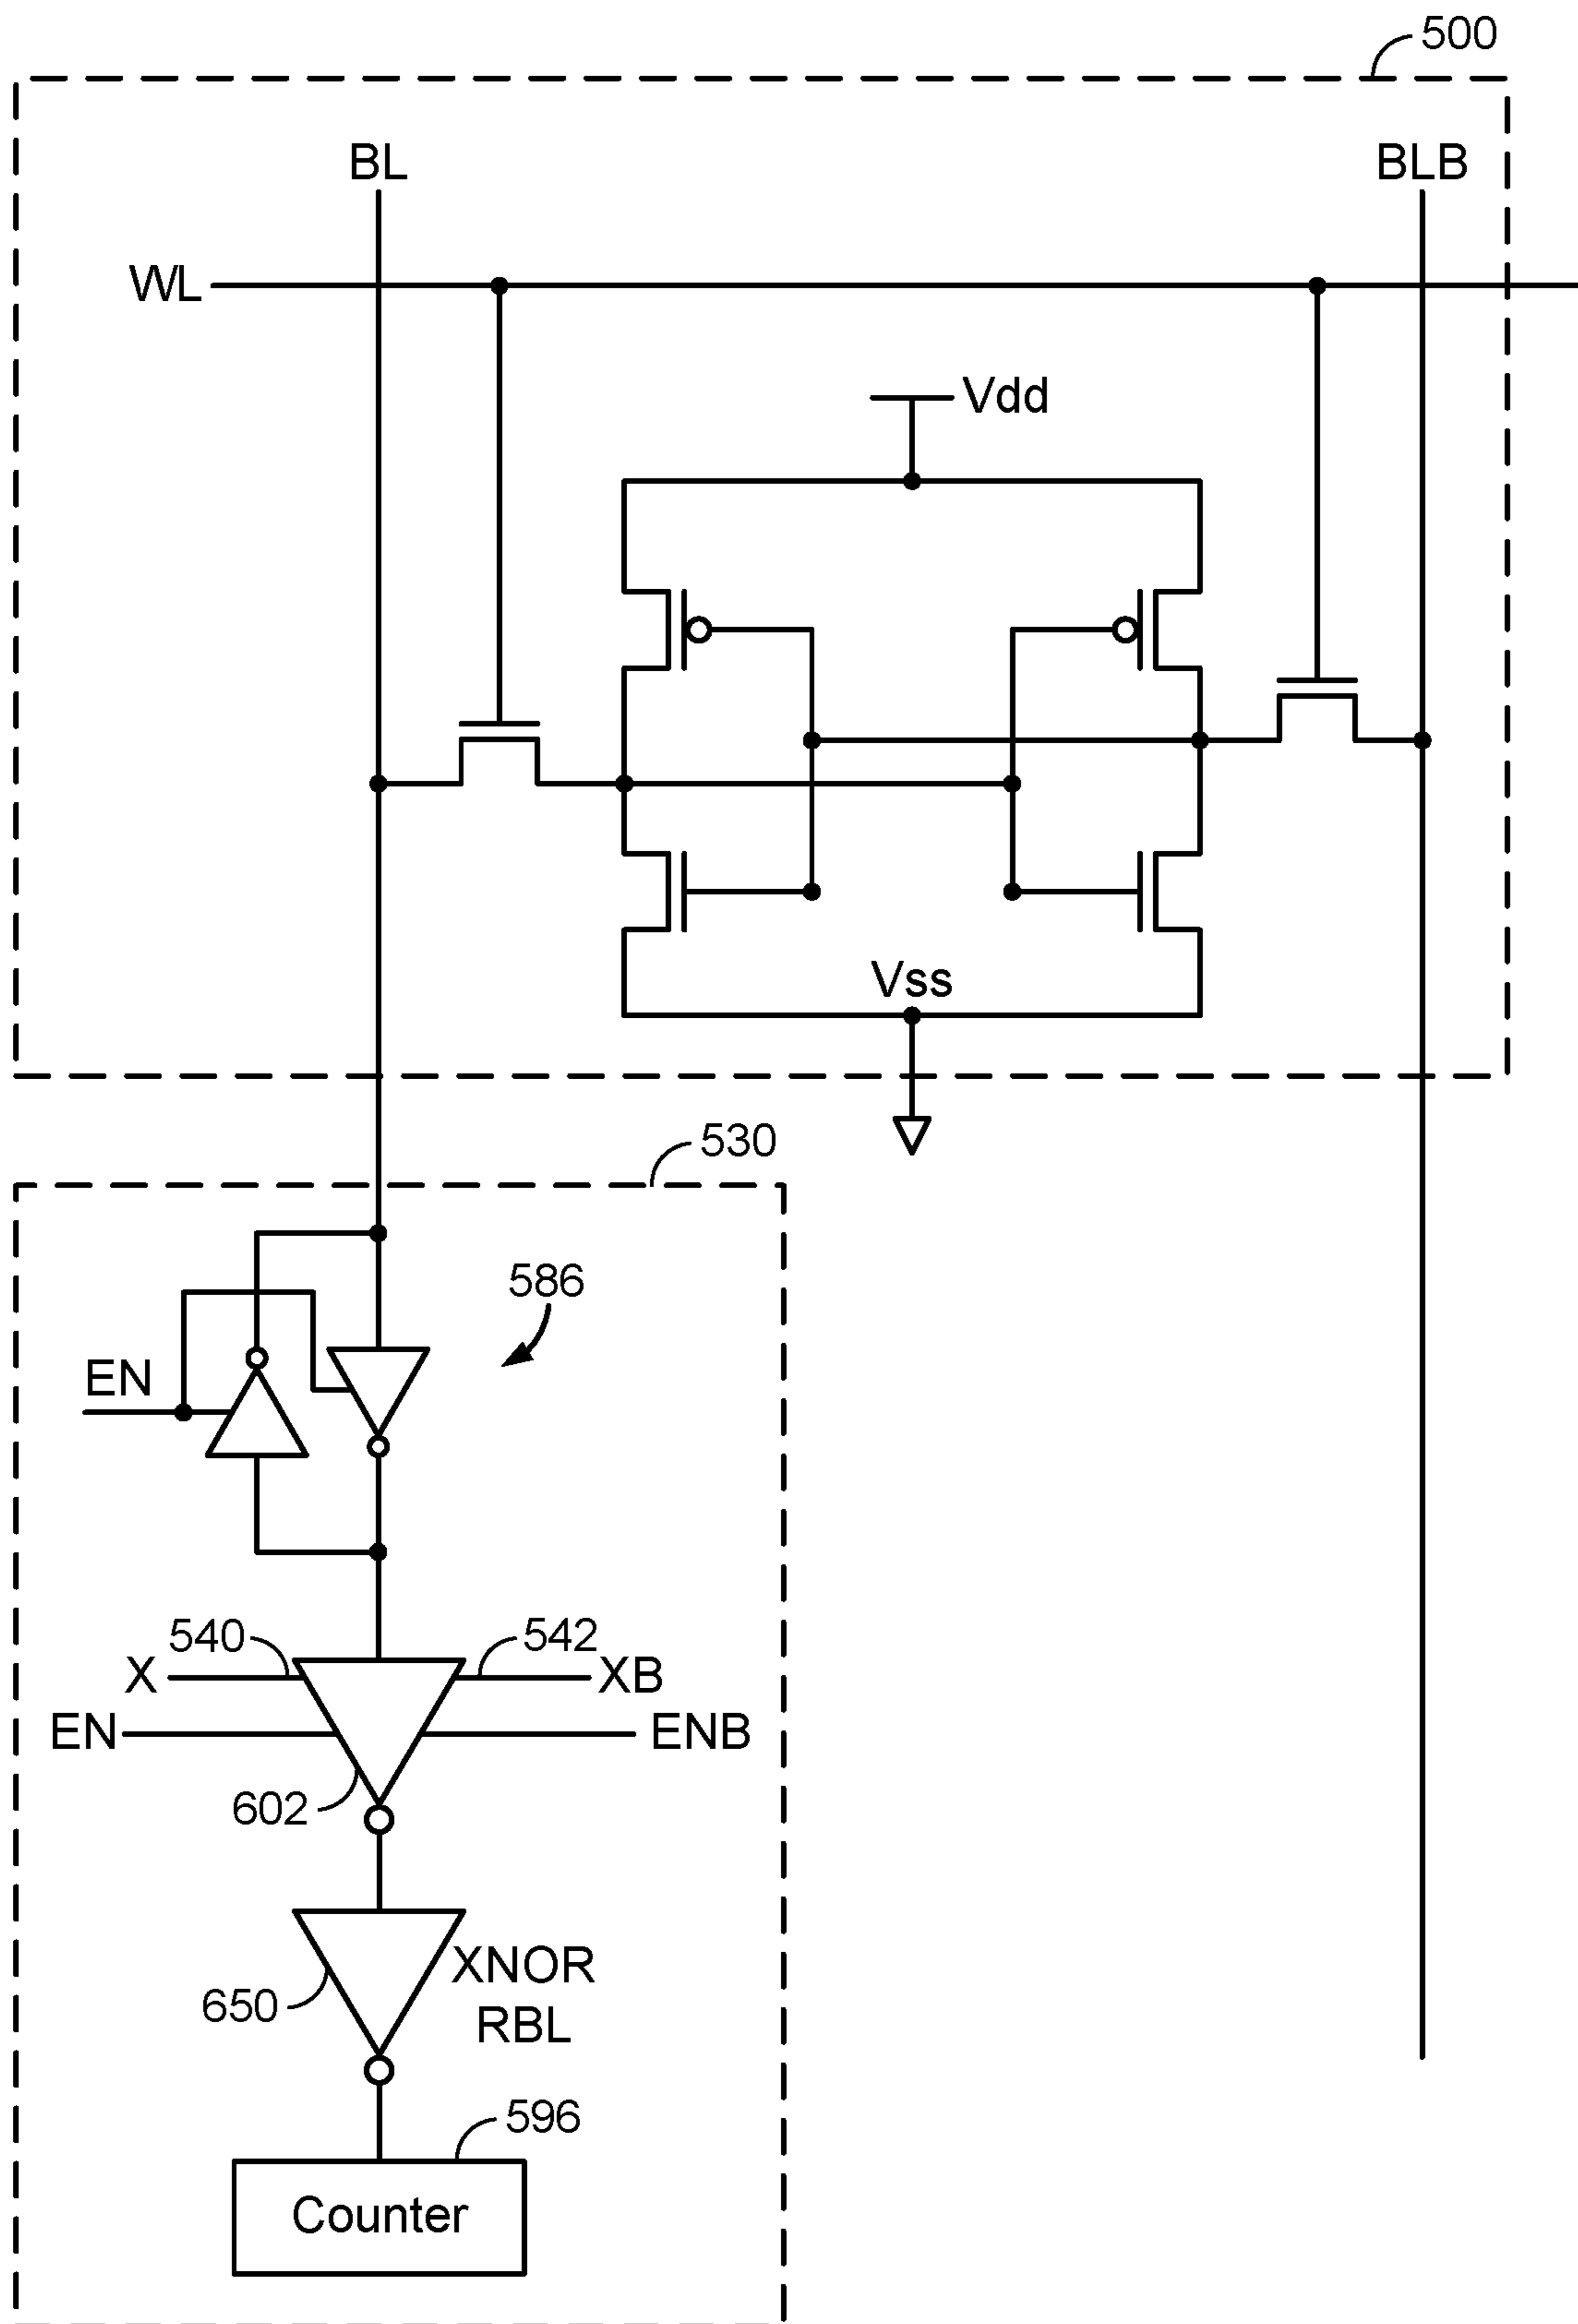 500
BL
BLB
WL
Vdd
Vss
530
586
EN
540
542
X
XB
EN
ENB
602
XNOR
650
RBL
596
Counter